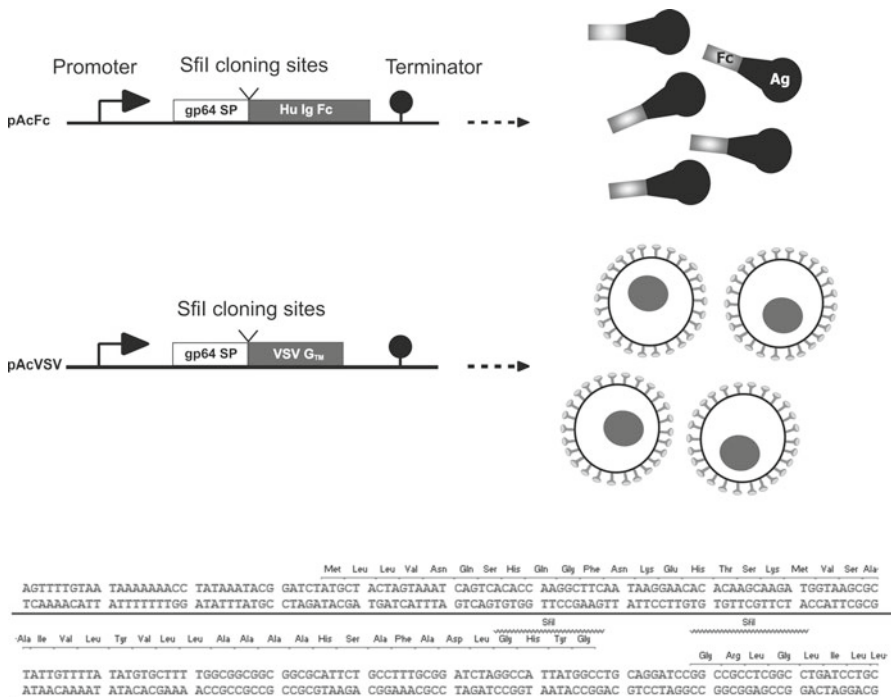 Promoter
SfiI cloning sites
Terminator
gp64 SP
Hu Ig Fc
pAcFc
Fc
Ag
SfiI cloning sites
gp64 SP
VSV GTM
pAcVSV
Met Leu Leu Val Asn Gln Ser His Gln Gly Phe Asn Lys Glu His Thr Ser Lys Met Val Ser Ala·
AGTTTTGTAA TAAAAAAACC TATAAATACG GATCTATGCT ACTAGTAAAT CAGTCACACC AAGGCTTCAA TAAGGAACAC ACAAGCAAGA TGGTAAGCGC
TCAAAACATT ATTTTTTTGG ATATTTATGC CTAGATACGA TGATCATTTA GTCAGTGTGG TTCCGAAGTT ATTCCTTGTG TGTTCGTTCT ACCATTCGCG
SfiI SfiI
·Ala Ile Val Leu Tyr Val Leu Leu Ala Ala Ala Ala His Ser Ala Phe Ala Asp Leu Gly His Tyr Gly
Gly Arg Leu Gly Leu Ile Leu Leu·
TATTGTTTTA TATGTGCTTT TGGCGGCGGC GGCGCATTCT GCCTTTGCGG ATCTAGGCCA TTATGGCCTG CAGGATCCGG CCGCCTCGGC CTGATCCTGC
ATAACAAAAT ATACACGAAA ACCGCCGCCG CCGCGTAAGA CGGAAACGCC TAGATCCGGT AATACCGGAC GTCCTAGGCC GGCGGAGCCG GACTAGGACG